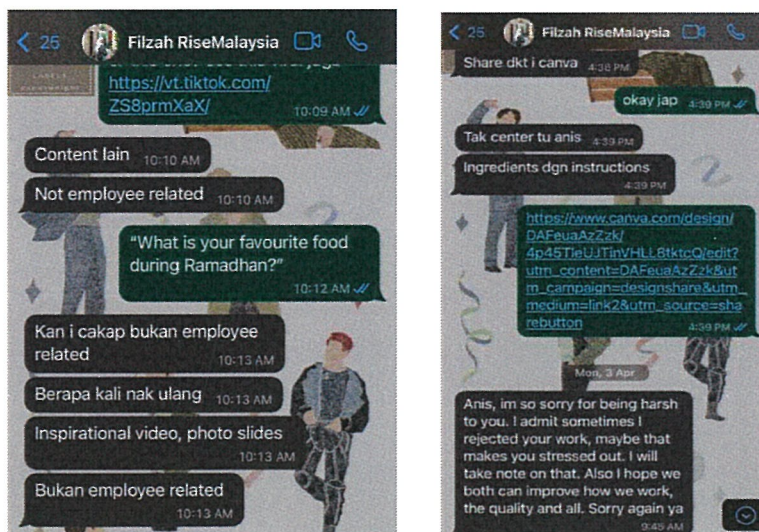 25
Filzah RiseMalaysia
https://vt.tiktok.com/
ZS8prmXaX/
10:09 AM
Content lain 10:10 AM
Not employee related 10:10 AM
“What is your favourite food
during Ramadhan?”
10:12 AM
Kan i cakap bukan employee
related 10:13 AM
Berapa kali nak ulang 10:13 AM
Inspirational video, photo slides
10:13 AM
Bukan employee related
10:13 AM
25
Filzah RiseMalaysia
Share dkt i canva 4:38 PM
okay jap 4:39 PM
Tak center tu anis 4:39 PM
Ingredients dgn instructions
4:39 PM
https://www.canva.com/design/
DAFeuaAzZzk/
utm_content=DAFeuaAzZzk&ut
m_campaign=designshare&utm_
medium=link2&utm_source=sha
rebutton 4:39 PM
Mon, 3 Apr
Anis, im so sorry for being harsh
to you. I admit sometimes I
rejected your work, maybe that
makes you stressed out. I will
take note on that. Also I hope we
both can improve how we work,
the quality and all. Sorry again ya
9:45 AM